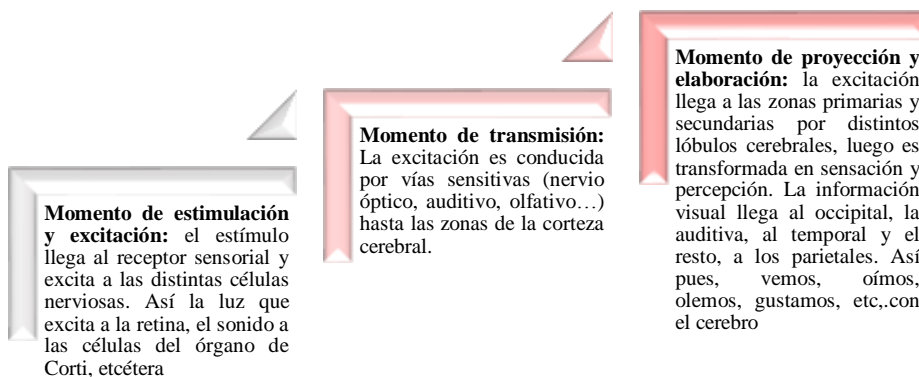 Momento de estimulación
y excitación: el estímulo
llega al receptor sensorial y
excita a las distintas células
nerviosas. Así la luz que
excita a la retina, el sonido a
las células del órgano de
Corti, etcétera
Momento de transmisión:
La excitación es conducida
por vías sensitivas (nervio
óptico, auditivo, olfativo…)
hasta las zonas de la corteza
cerebral.
Momento de proyección y
elaboración: la excitación
llega a las zonas primarias y
secundarias por distintos
lóbulos cerebrales, luego es
transformada en sensación y
percepción. La información
visual llega al occipital, la
auditiva, al temporal y el
resto, a los parietales. Así
pues, vemos, oímos,
olemos, gustamos, etc,.con
el cerebro